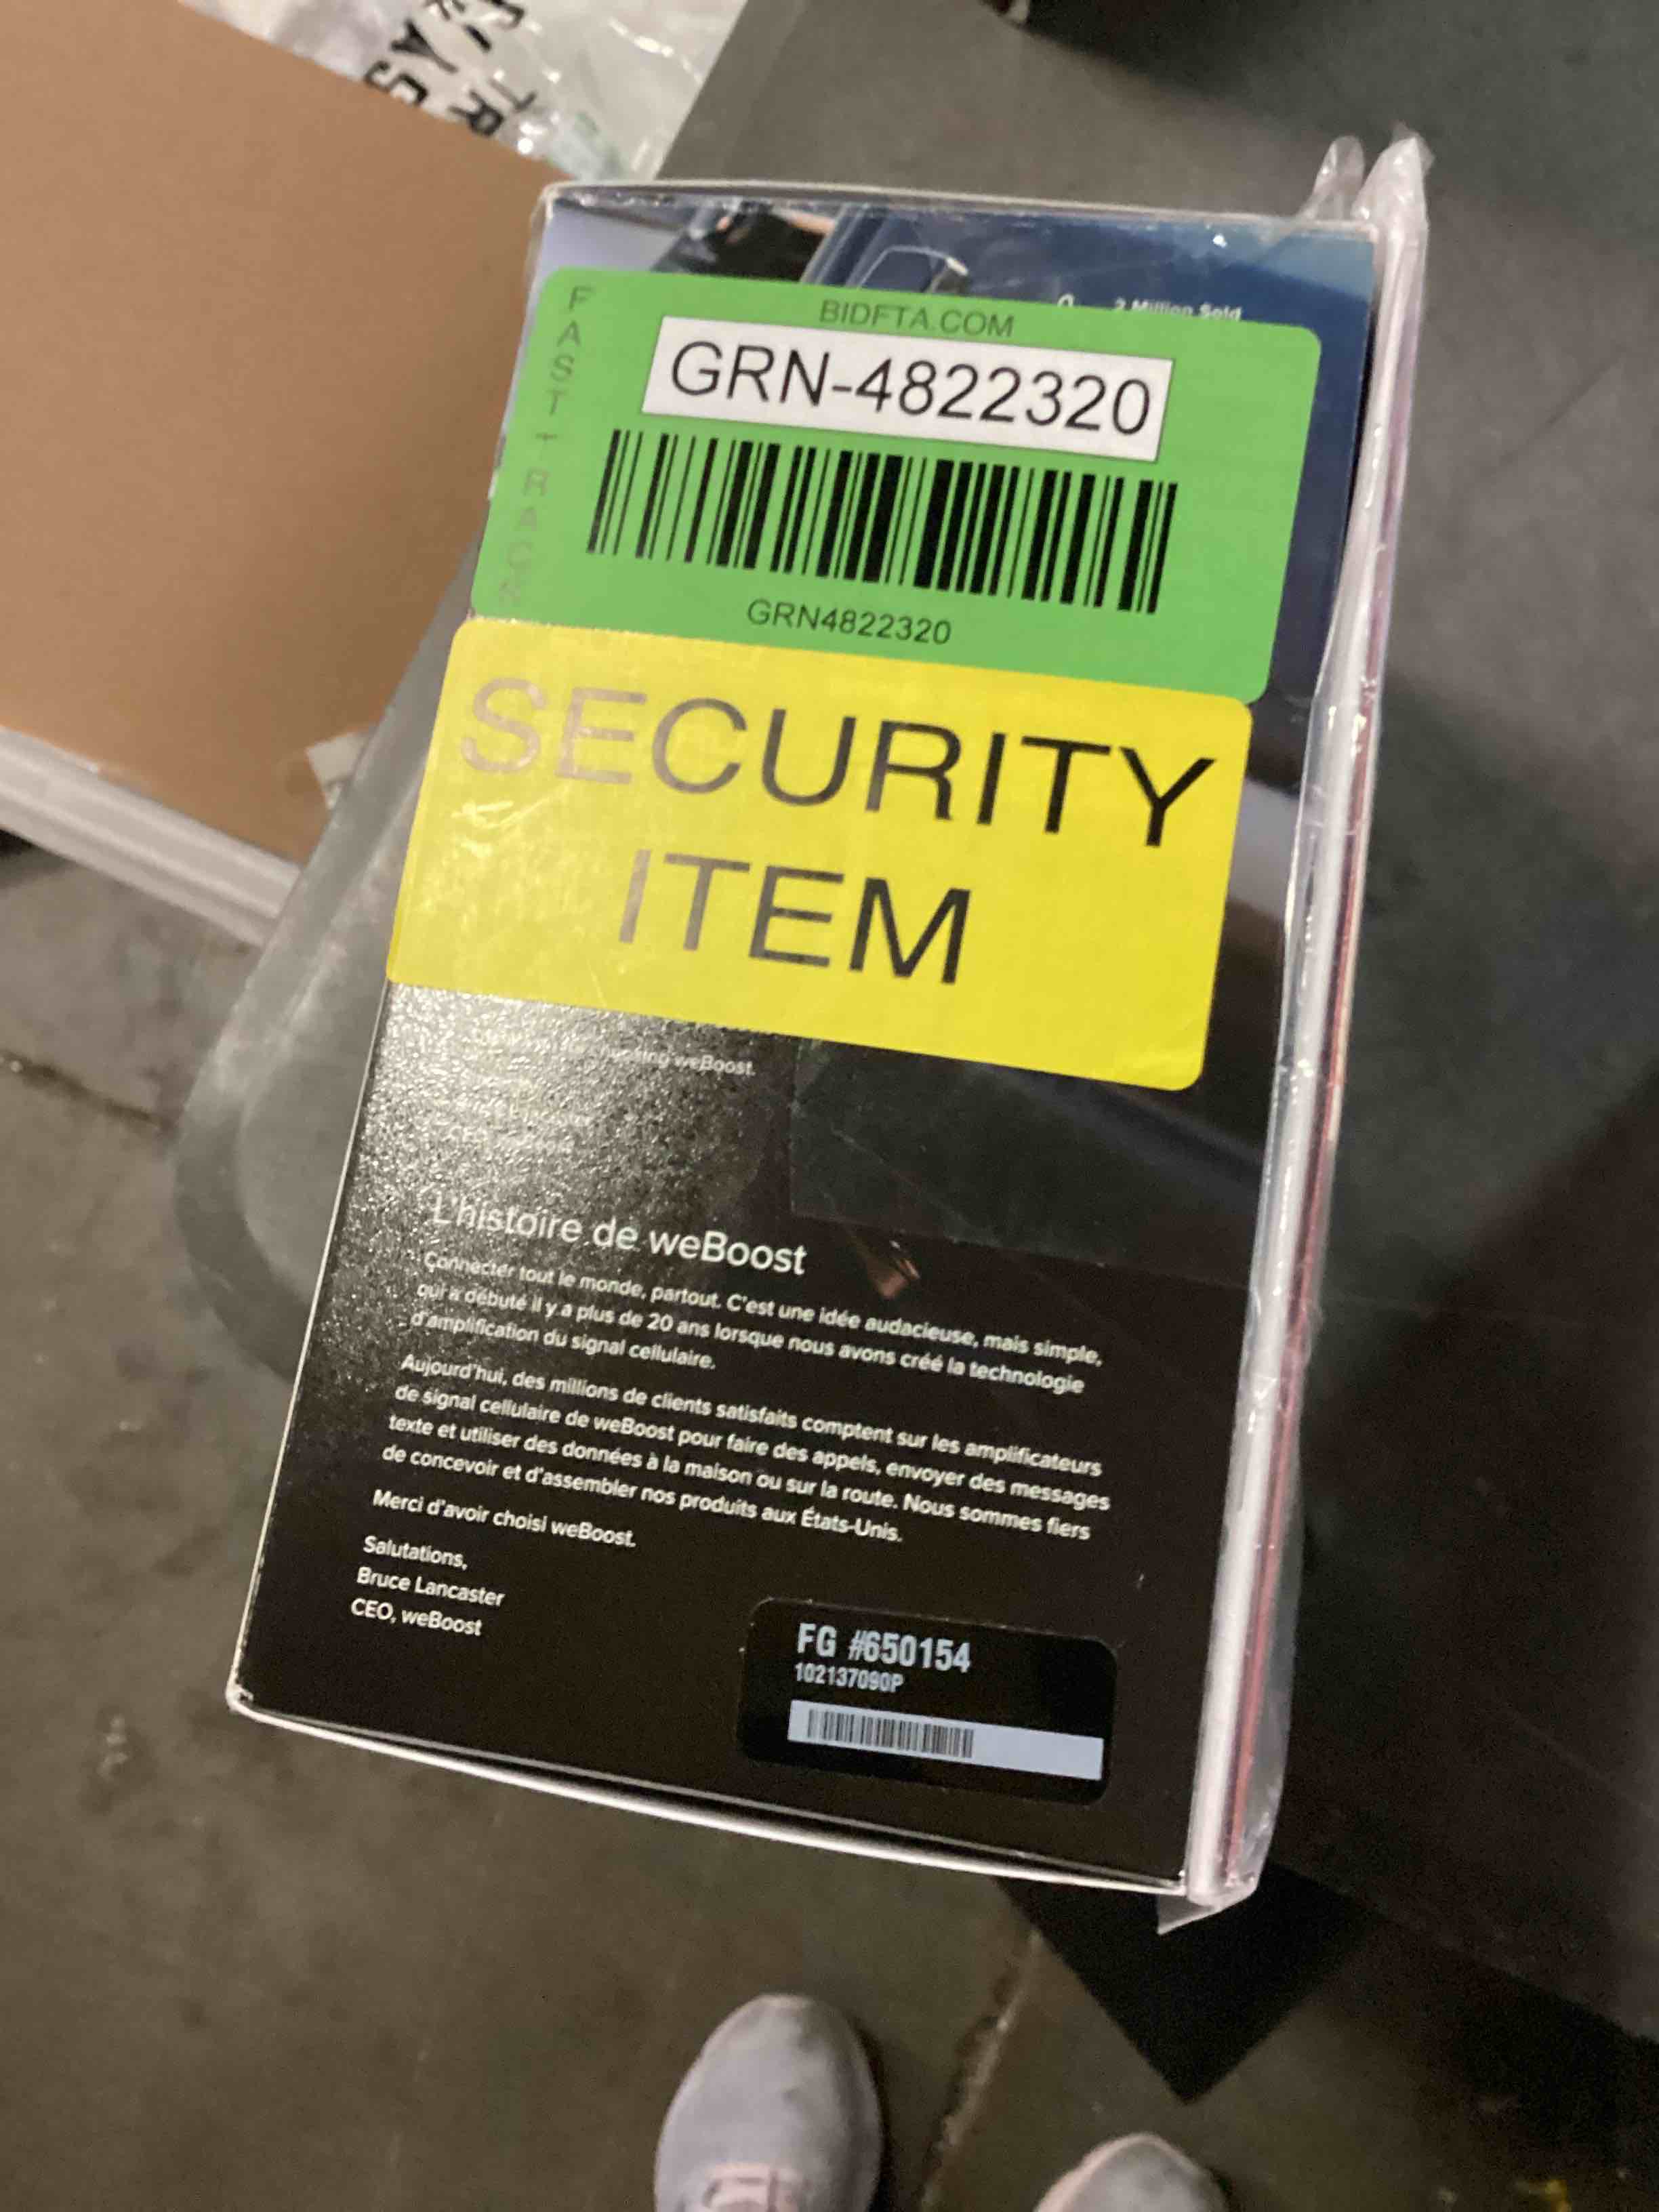 BIDFTA.COM
FAST TRACK
GRN-4822320
GRN4822320
2 Million Sold
SECURITY
ITEM
weBoost.
L'histoire de weBoost
Connecter tout le monde, partout. C'est une idée audacieuse, mais simple,
qui a débuté il y a plus de 20 ans lorsque nous avons créé la technologie
d'amplification du signal cellulaire.
Aujourd'hui, des millions de clients satisfaits comptent sur les amplificateurs
de signal cellulaire de weBoost pour faire des appels, envoyer des messages
texte et utiliser des données à la maison ou sur la route. Nous sommes fiers
de concevoir et d'assembler nos produits aux États-Unis.
Merci d'avoir choisi weBoost.
Salutations,
Bruce Lancaster
CEO, weBoost
FG #650154
102137090P